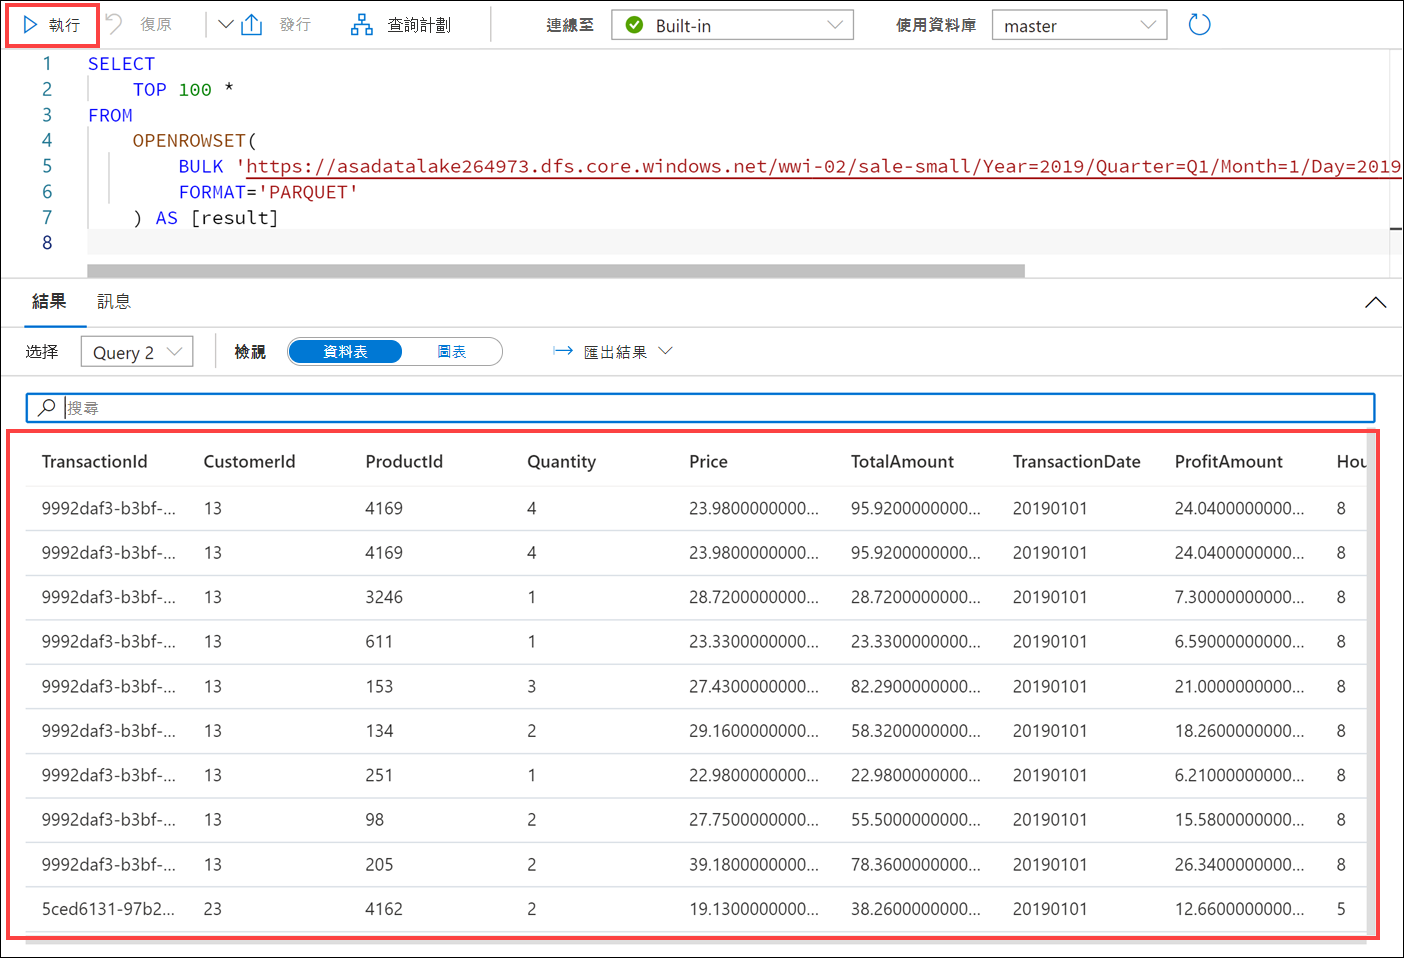 執行 復原 發行 查詢計劃 連線至 Built-in 使用資料庫 master
1 SELECT
2 TOP 100 *
3 FROM
4 OPENROWSET(
5 BULK 'https://asadatalake264973.dfs.core.windows.net/wwi-02/sale-small/Year=2019/Quarter=Q1/Month=1/Day=2019
6 FORMAT='PARQUET'
7 ) AS [result]
8
結果 訊息
选择 Query 2 檢視 資料表 圖表 匯出結果
搜尋
TransactionId CustomerId ProductId Quantity Price TotalAmount TransactionDate ProfitAmount Hou
9992daf3-b3bf-... 13 4169 4 23.9800000000... 95.9200000000... 20190101 24.0400000000... 8
9992daf3-b3bf-... 13 4169 4 23.9800000000... 95.9200000000... 20190101 24.0400000000... 8
9992daf3-b3bf-... 13 3246 1 28.7200000000... 28.7200000000... 20190101 7.30000000000... 8
9992daf3-b3bf-... 13 611 1 23.3300000000... 23.3300000000... 20190101 6.59000000000... 8
9992daf3-b3bf-... 13 153 3 27.4300000000... 82.2900000000... 20190101 21.0000000000... 8
9992daf3-b3bf-... 13 134 2 29.1600000000... 58.3200000000... 20190101 18.2600000000... 8
9992daf3-b3bf-... 13 251 1 22.9800000000... 22.9800000000... 20190101 6.21000000000... 8
9992daf3-b3bf-... 13 98 2 27.7500000000... 55.5000000000... 20190101 15.5800000000... 8
9992daf3-b3bf-... 13 205 2 39.1800000000... 78.3600000000... 20190101 26.3400000000... 8
5ced6131-97b2... 23 4162 2 19.1300000000... 38.2600000000... 20190101 12.6600000000... 5